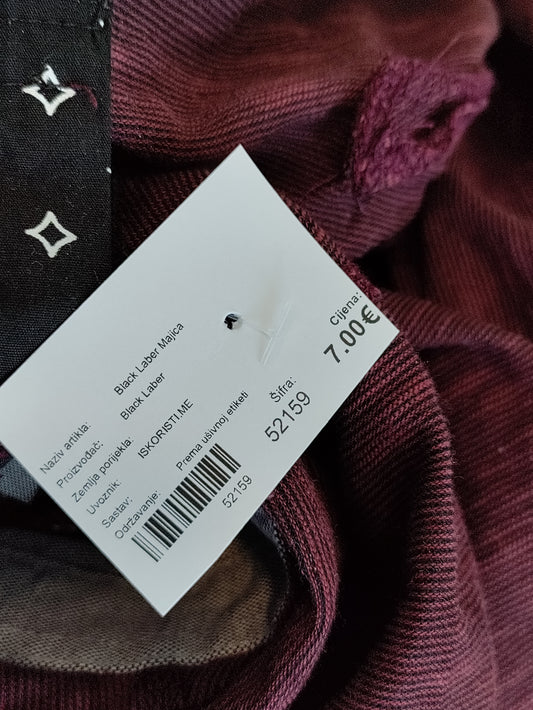 Naziv artikla: Black Laber Majica
Proizvođač: Black Laber
Zemlja porijekla:
Uvoznik: ISKORISTI.ME
Sastav:
Održavanje: Prema ušivnoj etiketi
52159
Šifra:
52159
Cijena:
7.00€